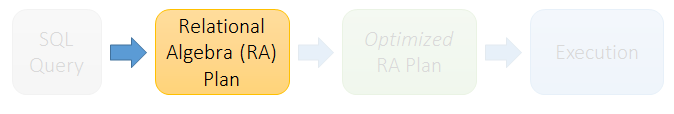 SQL
Query
Relational
Algebra (RA)
Plan
Optimized
RA Plan
Execution